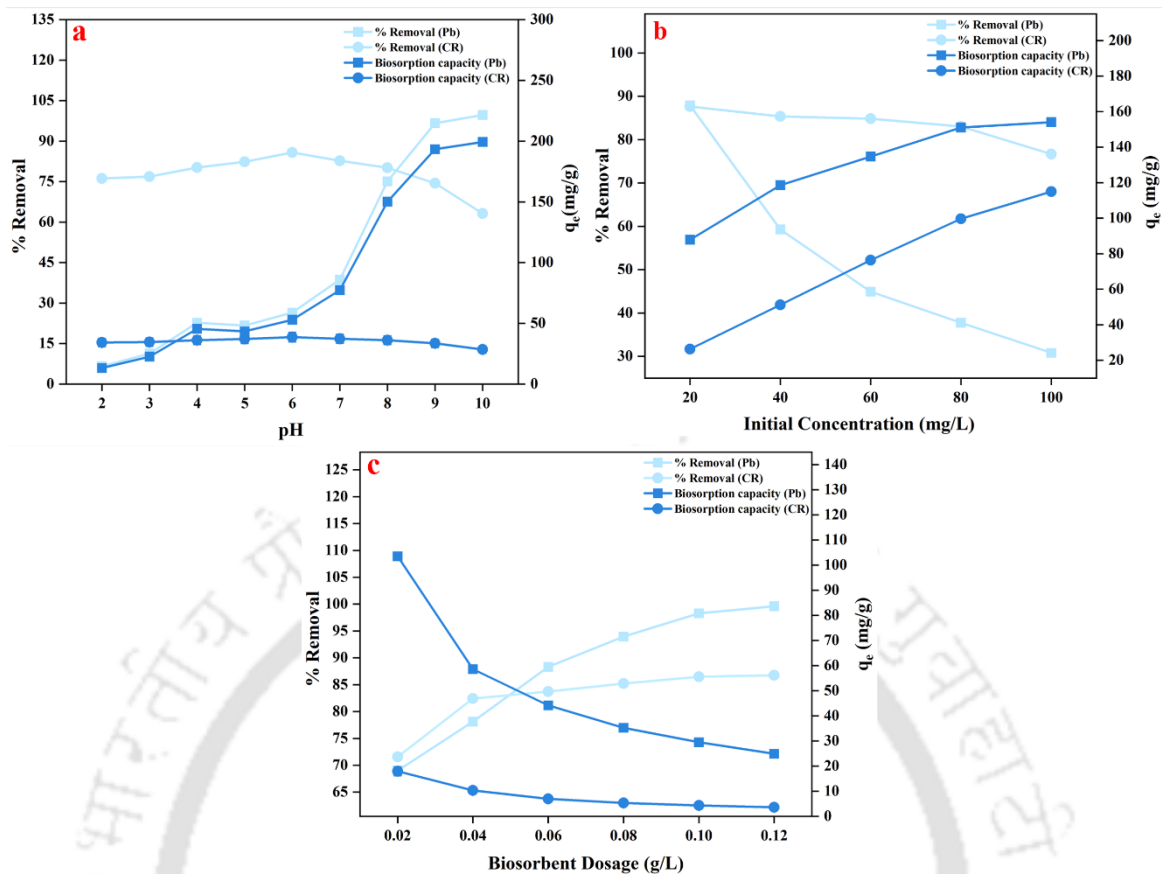 a
135
120
105
90
75
60
45
30
15
0
% Removal
300
250
200
150
100
50
0
qe(mg/g)
% Removal (Pb)
% Removal (CR)
Biosorption capacity (Pb)
Biosorption capacity (CR)
2 3 4 5 6 7 8 9 10
pH
b
100
90
80
70
60
50
40
30
% Removal
200
180
160
140
120
100
80
60
40
20
qe (mg/g)
% Removal (Pb)
% Removal (CR)
Biosorption capacity (Pb)
Biosorption capacity (CR)
20 40 60 80 100
Initial Concentration (mg/L)
c
125
120
115
110
105
100
95
90
85
80
75
70
65
% Removal
140
130
120
110
100
90
80
70
60
50
40
30
20
10
0
qe (mg/g)
% Removal (Pb)
% Removal (CR)
Biosorption capacity (Pb)
Biosorption capacity (CR)
0.02 0.04 0.06 0.08 0.10 0.12
Biosorbent Dosage (g/L)
भारतीय